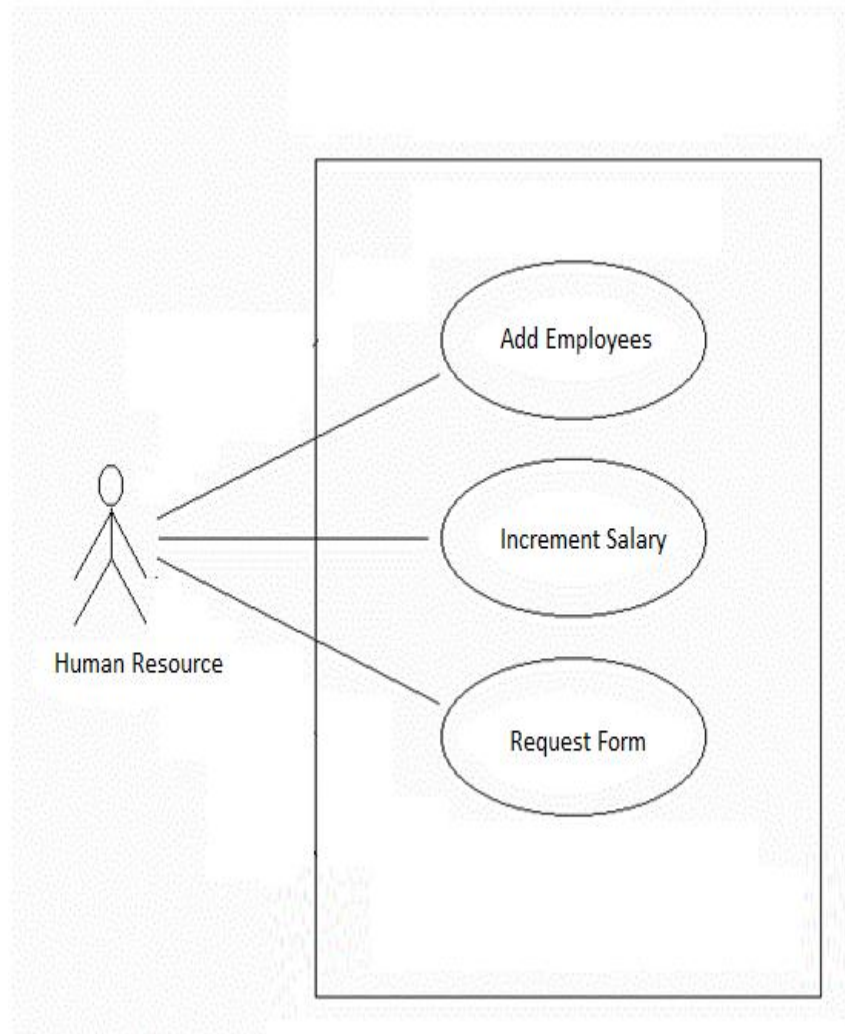 Add Employees
Increment Salary
Human Resource
Request Form